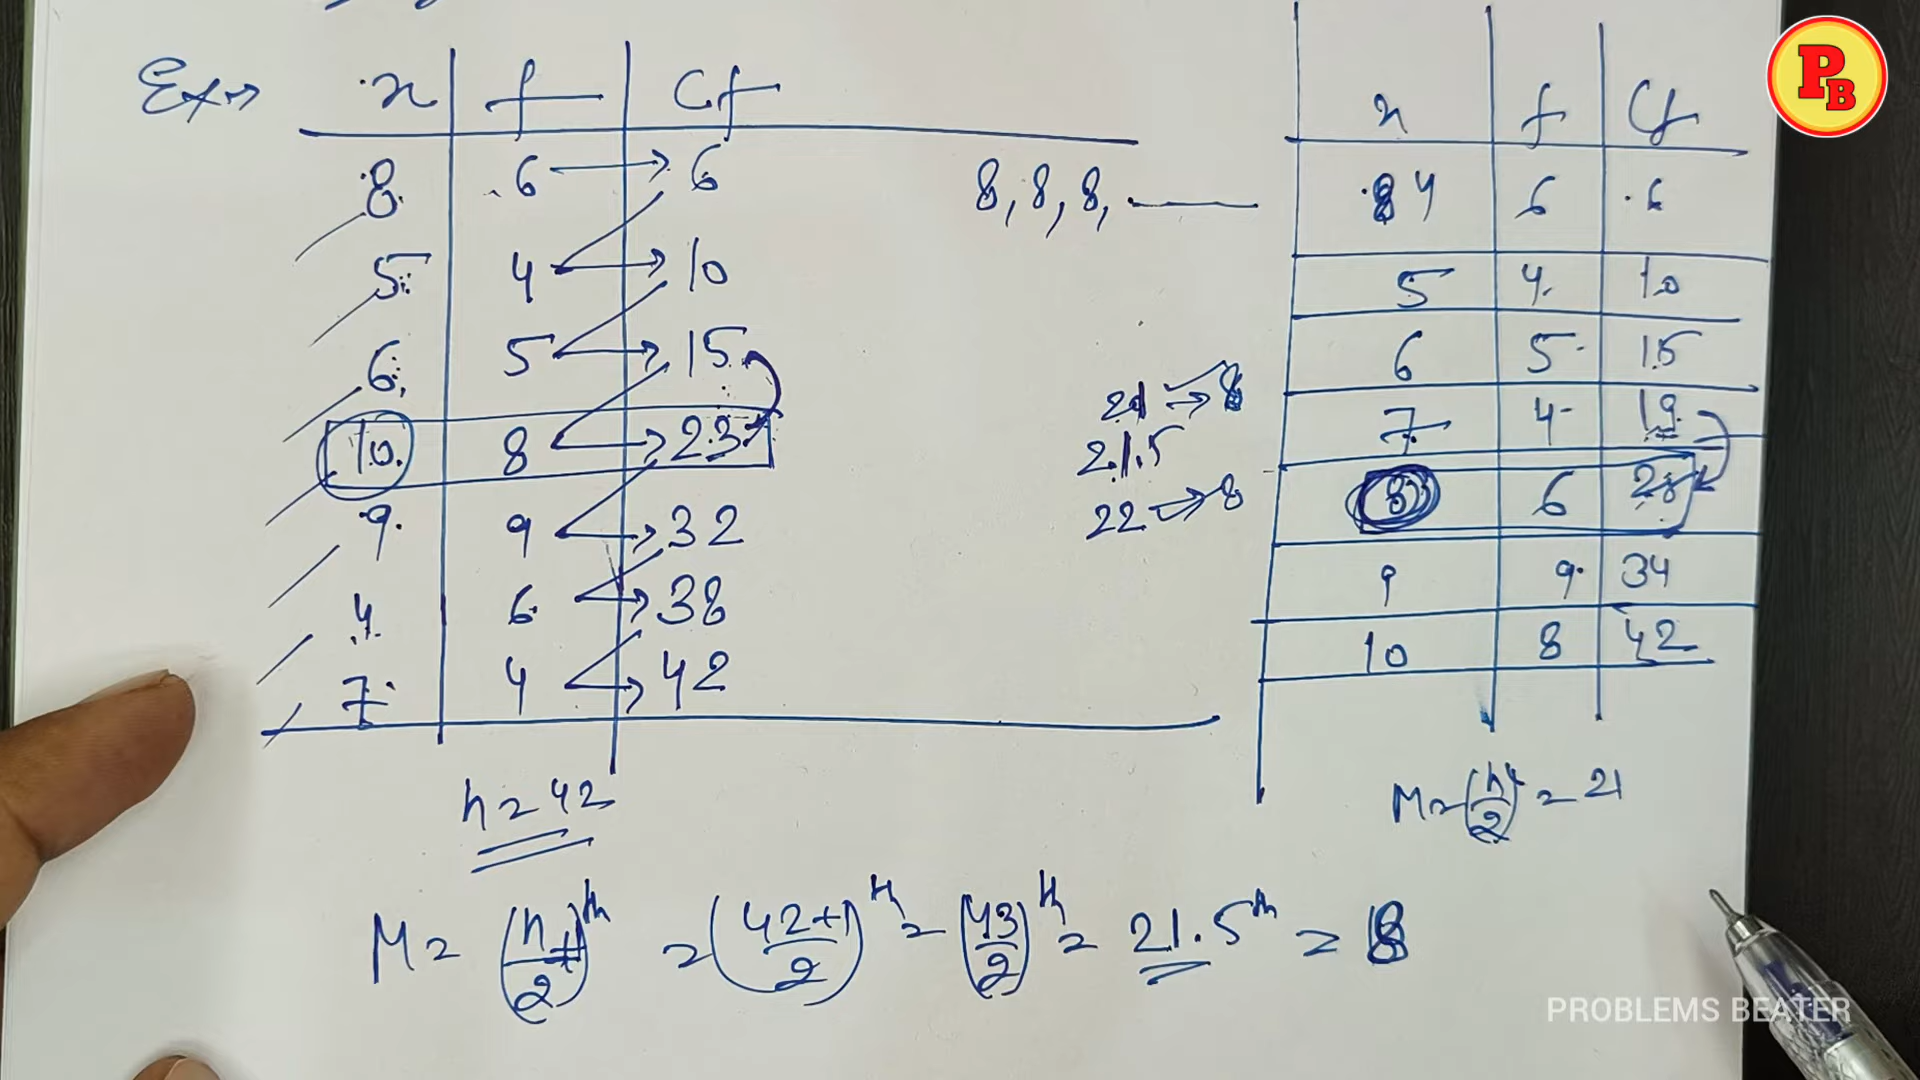 Ex→ x f Cf
8 6 6
5 4 10
6 5 15
10 8 23
9 9 32
4 6 38
7 4 42
n = 42
8, 8, 8,
21 → 8
21.5
22 → 8
x f Cf
4 6 6
5 4 10
6 5 15
7 4 19
8 6 25
9 9 34
10 8 42
M = (n/2)th = 21
M = (n+1/2)th = (42+1/2)th = (43/2)th = 21.5th = 8
PB
PROBLEMS BEATER